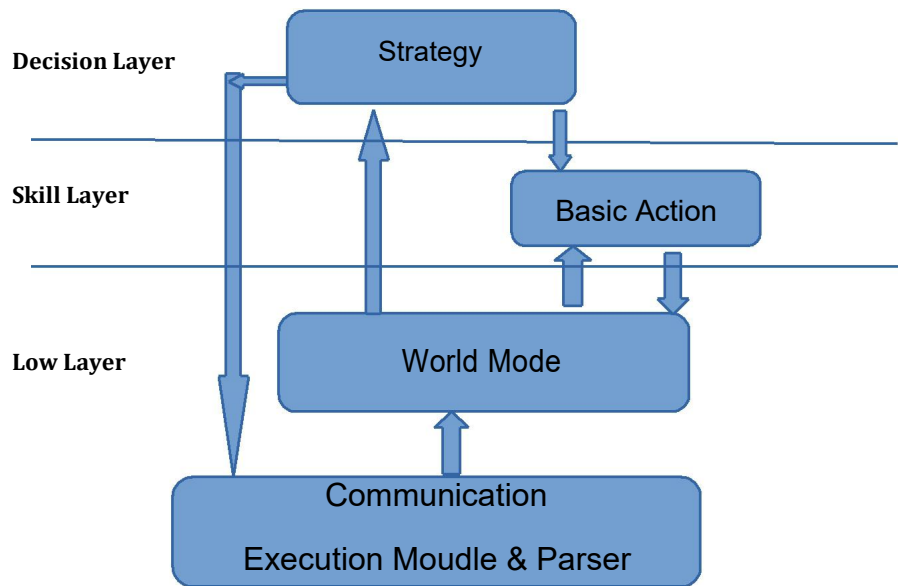 Decision Layer
Strategy
Skill Layer
Basic Action
Low Layer
World Mode
Communication
Execution Moudle & Parser